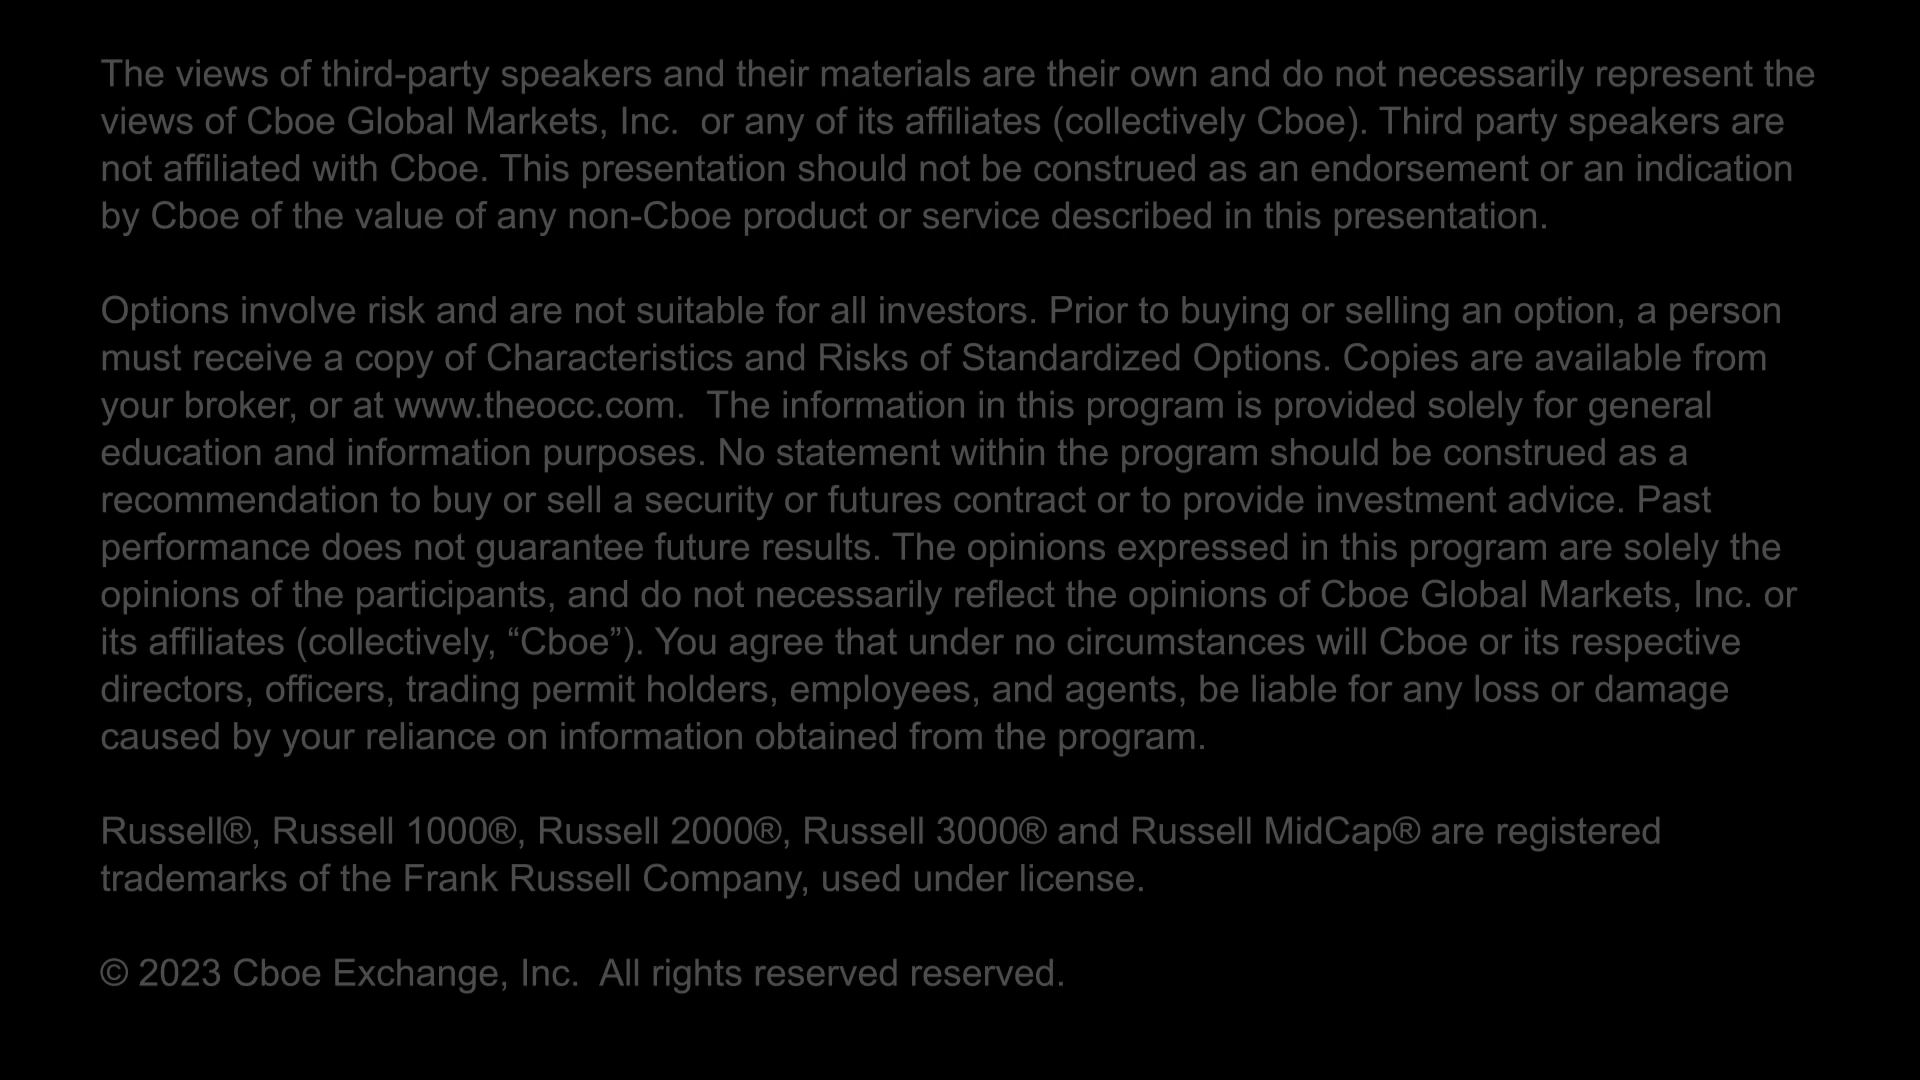 The views of third-party speakers and their materials are their own and do not necessarily represent the
views of Cboe Global Markets, Inc.  or any of its affiliates (collectively Cboe). Third party speakers are
not affiliated with Cboe. This presentation should not be construed as an endorsement or an indication
by Cboe of the value of any non-Cboe product or service described in this presentation.
Options involve risk and are not suitable for all investors. Prior to buying or selling an option, a person
must receive a copy of Characteristics and Risks of Standardized Options. Copies are available from
your broker, or at www.theocc.com.  The information in this program is provided solely for general
education and information purposes. No statement within the program should be construed as a
recommendation to buy or sell a security or futures contract or to provide investment advice. Past
performance does not guarantee future results. The opinions expressed in this program are solely the
opinions of the participants, and do not necessarily reflect the opinions of Cboe Global Markets, Inc. or
its affiliates (collectively, “Cboe”). You agree that under no circumstances will Cboe or its respective
directors, officers, trading permit holders, employees, and agents, be liable for any loss or damage
caused by your reliance on information obtained from the program.
Russell®, Russell 1000®, Russell 2000®, Russell 3000® and Russell MidCap® are registered
trademarks of the Frank Russell Company, used under license.
© 2023 Cboe Exchange, Inc.  All rights reserved reserved.